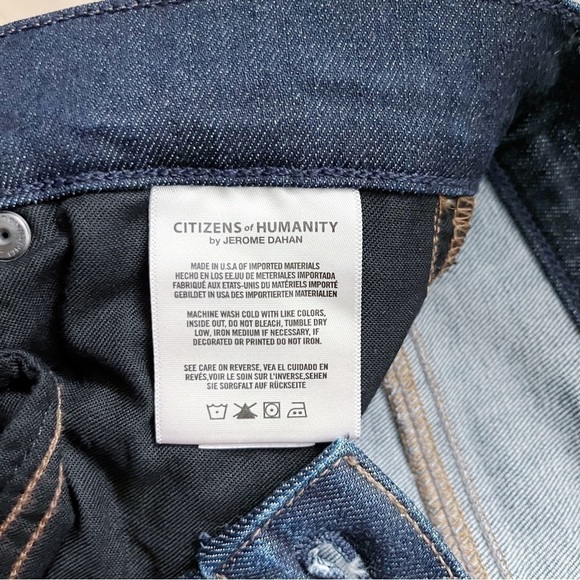 CITIZENS of HUMANITY
by JEROME DAHAN
MADE IN U.S.A OF IMPORTED MATERIALS
HECHO EN LOS EE.UU DE METERIALES IMPORTADA
FABRIQUÉ AUX ETATS-UNIS DU MATÉRIELS IMPORTÉ
GEBILDET IN USA DES IMPORTIERTEN MATERIALIEN
MACHINE WASH COLD WITH LIKE COLORS,
INSIDE OUT, DO NOT BLEACH, TUMBLE DRY
LOW, IRON MEDIUM IF NECESSARY, IF
DECORATED OR PRINTED DO NOT IRON.
SEE CARE ON REVERSE, VEA EL CUIDADO EN
REVÉS,VOIR LE SOIN SUR L'INVERSE,SEHEN
SIE SORGFALT AUF RÜCKSEITE